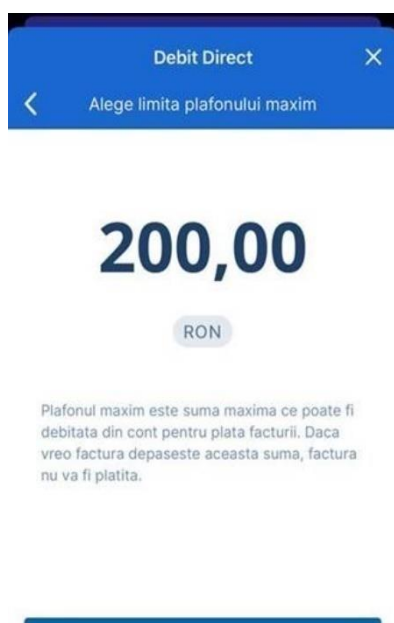 Debit Direct
Alege limita plafonului maxim
200,00
RON
Plafonul maxim este suma maxima ce poate fi
debitata din cont pentru plata facturii. Daca
vreo factura depaseste aceasta suma, factura
nu va fi platita.